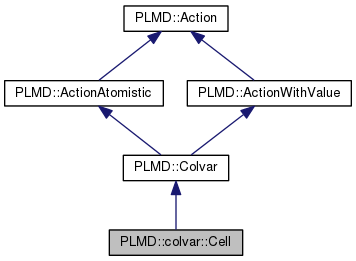 PLMD::Action
PLMD::ActionAtomistic
PLMD::ActionWithValue
PLMD::Colvar
PLMD::colvar::Cell